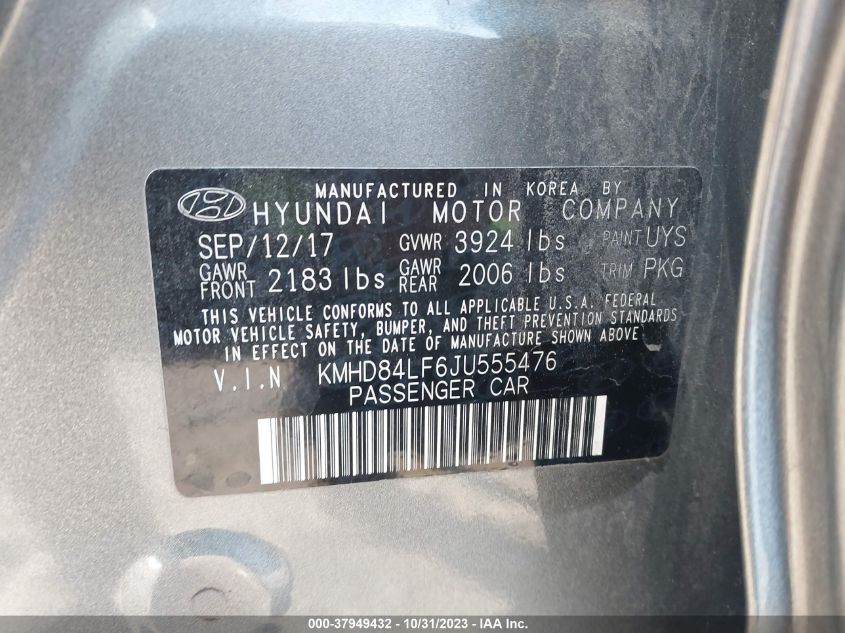 MANUFACTURED IN KOREA BY
HYUNDAI MOTOR COMPANY
SEP/12/17 GVWR 3924 lbs PAINT UYS
GAWR FRONT 2183 lbs GAWR REAR 2006 lbs TRIM PKG
THIS VEHICLE CONFORMS TO ALL APPLICABLE U.S.A. FEDERAL
MOTOR VEHICLE SAFETY, BUMPER, AND THEFT PREVENTION STANDARDS
IN EFFECT ON THE DATE OF MANUFACTURE SHOWN ABOVE
V.I.N KMHD84LF6JU555476
PASSENGER CAR
000-37949432 - 10/31/2023 - IAA Inc.